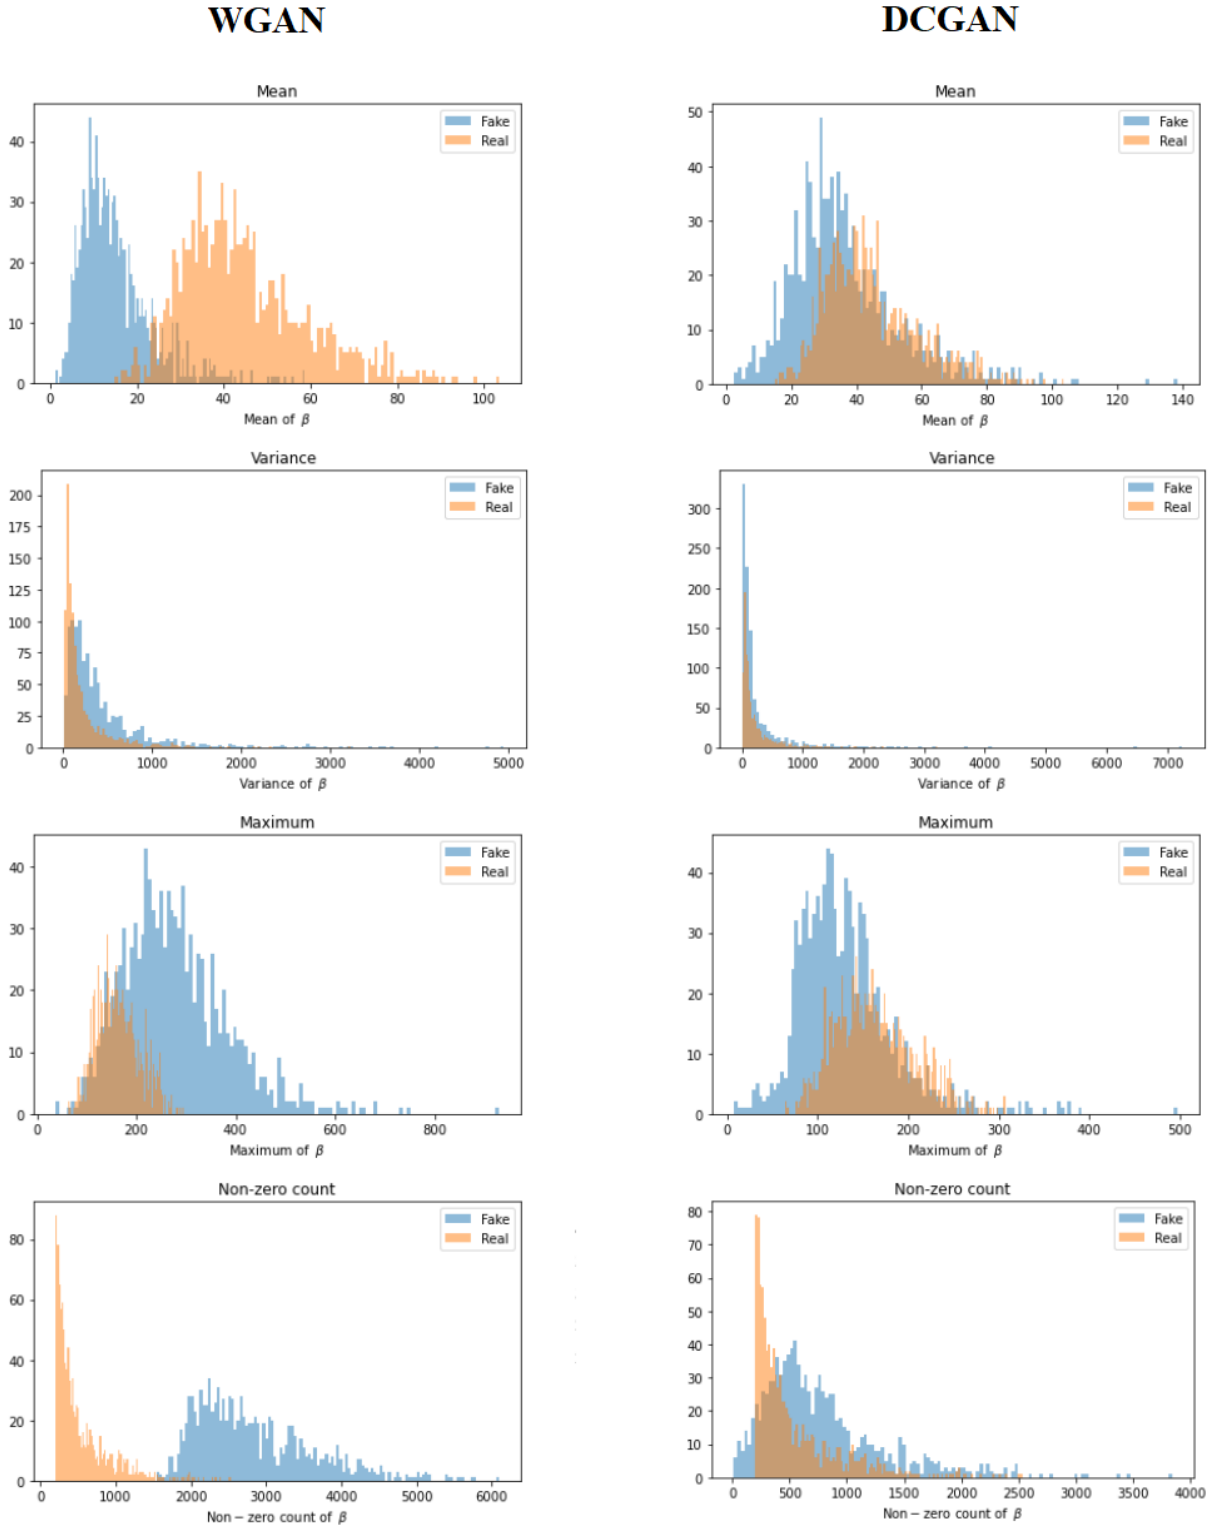 WGAN
DCGAN
Mean
Fake
Real
40
30
20
10
0
0 20 40 60 80 100
Mean of β
Mean
Fake
Real
50
40
30
20
10
0
0 20 40 60 80 100 120 140
Mean of β
Variance
Fake
Real
200
175
150
125
100
75
50
25
0
0 1000 2000 3000 4000 5000
Variance of β
Variance
Fake
Real
300
250
200
150
100
50
0
0 1000 2000 3000 4000 5000 6000 7000
Variance of β
Maximum
Fake
Real
40
30
20
10
0
0 200 400 600 800
Maximum of β
Maximum
Fake
Real
40
30
20
10
0
0 100 200 300 400 500
Maximum of β
Non-zero count
Fake
Real
80
60
40
20
0
0 1000 2000 3000 4000 5000 6000
Non − zero count of β
Non-zero count
Fake
Real
80
70
60
50
40
30
20
10
0
0 500 1000 1500 2000 2500 3000 3500 4000
Non − zero count of β